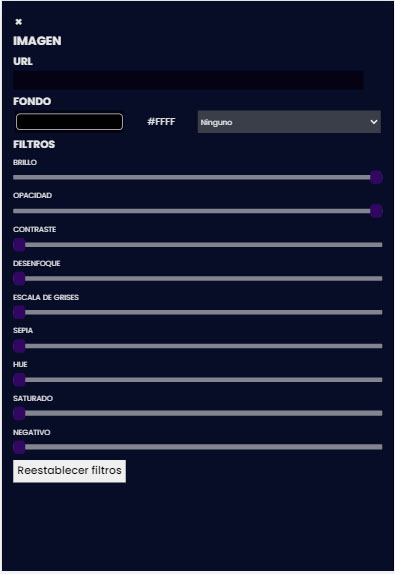 ×
IMAGEN
URL
FONDO
#FFFF Ninguno
FILTROS
BRILLO
OPACIDAD
CONTRASTE
DESENFOQUE
ESCALA DE GRISES
SEPIA
HUE
SATURADO
NEGATIVO
Reestablecer filtros